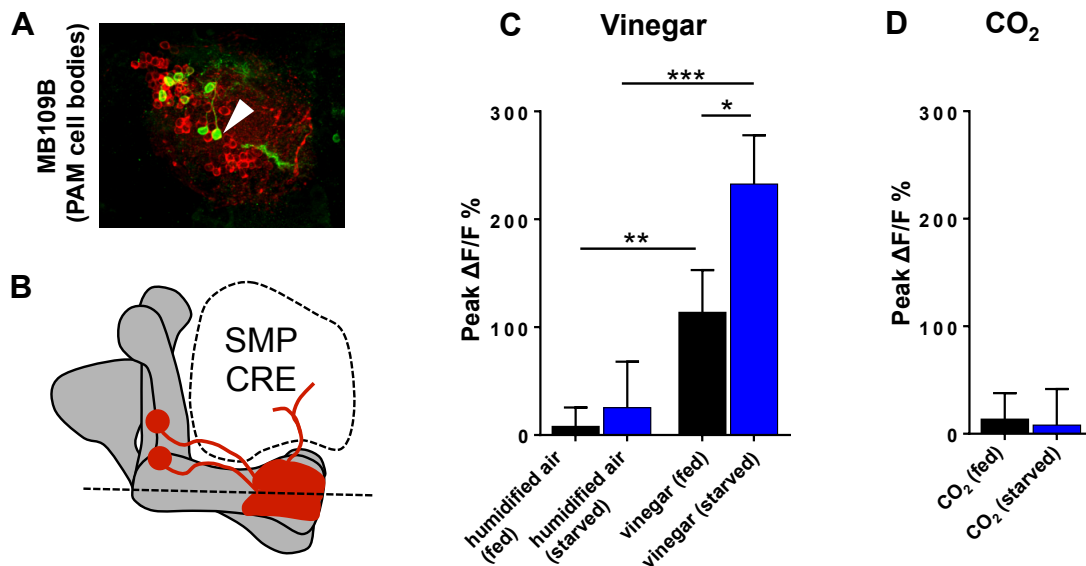 A
MB109B
(PAM cell bodies)
B
SMP
CRE
C
Vinegar
Peak ΔF/F %
300
200
100
0
***
*
**
humidified air
(fed)
humidified air
(starved)
vinegar (fed)
vinegar (starved)
D
CO₂
Peak ΔF/F %
300
200
100
0
CO₂ (fed)
CO₂ (starved)